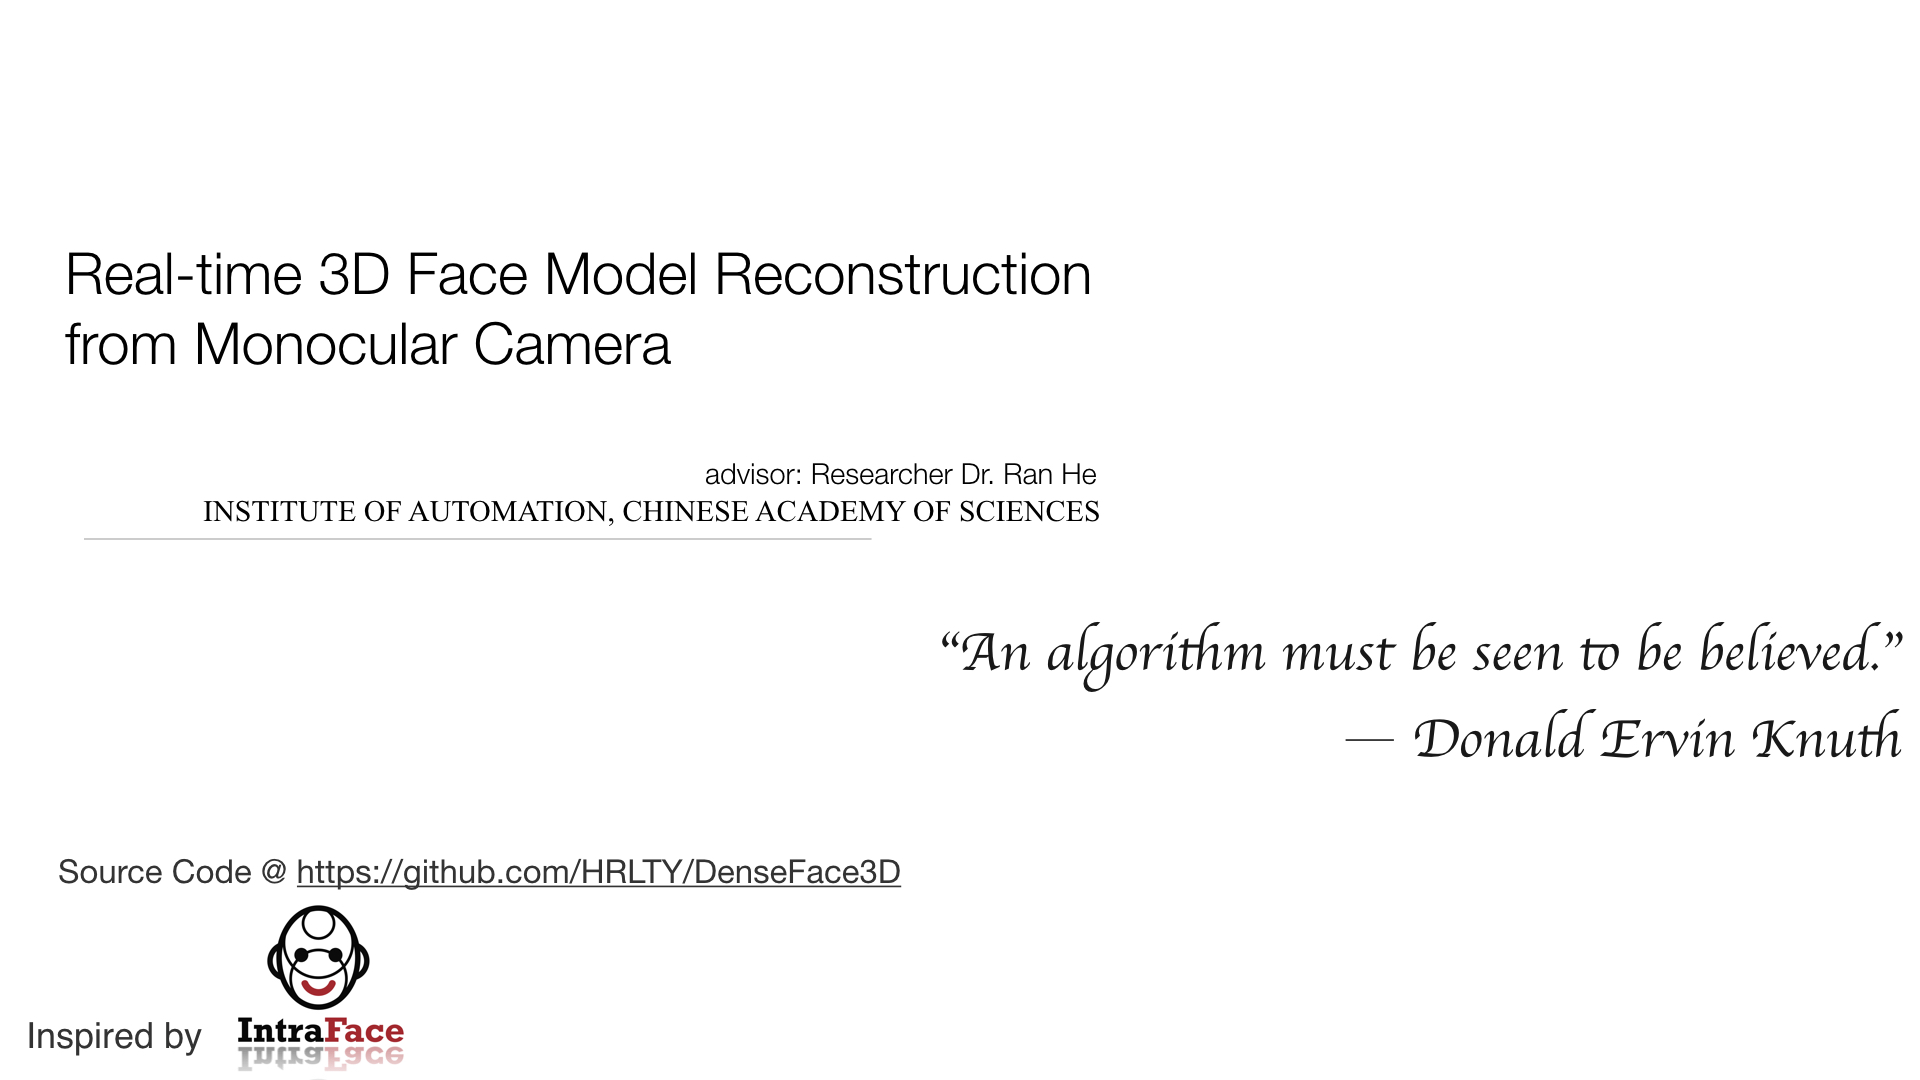 Real-time 3D Face Model Reconstruction
from Monocular Camera
advisor: Researcher Dr. Ran He
INSTITUTE OF AUTOMATION, CHINESE ACADEMY OF SCIENCES
“An algorithm must be seen to be believed.”
— Donald Ervin Knuth
Source Code @ https://github.com/HRLTY/DenseFace3D
Inspired by
IntraFace